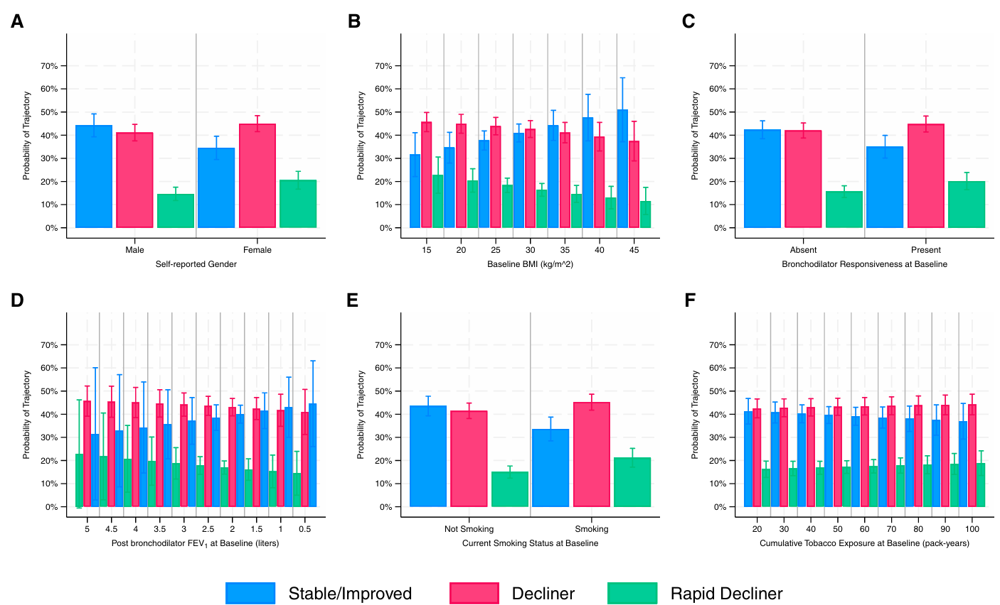 A
Probability of Trajectory
70%
60%
50%
40%
30%
20%
10%
0%
Male Female
Self-reported Gender
B
Probability of Trajectory
70%
60%
50%
40%
30%
20%
10%
0%
15 20 25 30 35 40 45
Baseline BMI (kg/m^2)
C
Probability of Trajectory
70%
60%
50%
40%
30%
20%
10%
0%
Absent Present
Bronchodilator Responsiveness at Baseline
D
Probability of Trajectory
70%
60%
50%
40%
30%
20%
10%
0%
5 4.5 4 3.5 3 2.5 2 1.5 1 0.5
Post bronchodilator FEV₁ at Baseline (liters)
E
Probability of Trajectory
70%
60%
50%
40%
30%
20%
10%
0%
Not Smoking Smoking
Current Smoking Status at Baseline
F
Probability of Trajectory
70%
60%
50%
40%
30%
20%
10%
0%
20 30 40 50 60 70 80 90 100
Cumulative Tobacco Exposure at Baseline (pack-years)
Stable/Improved Decliner Rapid Decliner